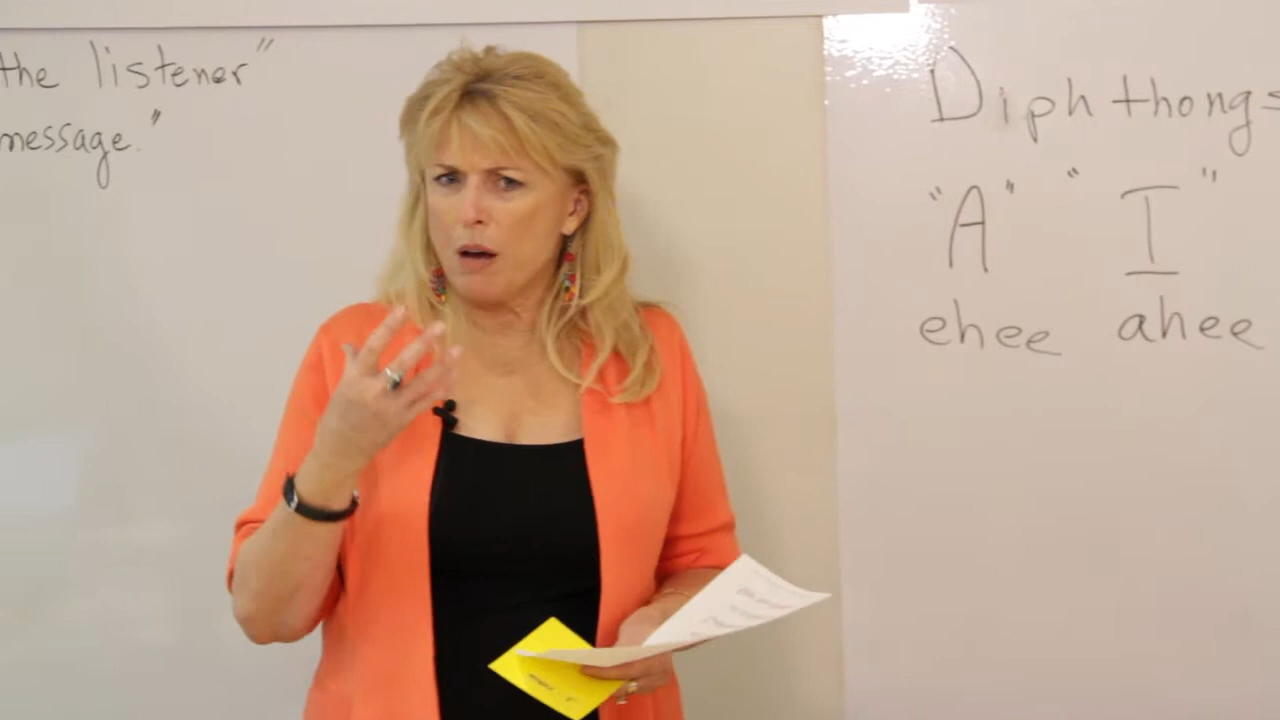 the listener"
message."
Diphthongs
"A" "I"
ehee ahee